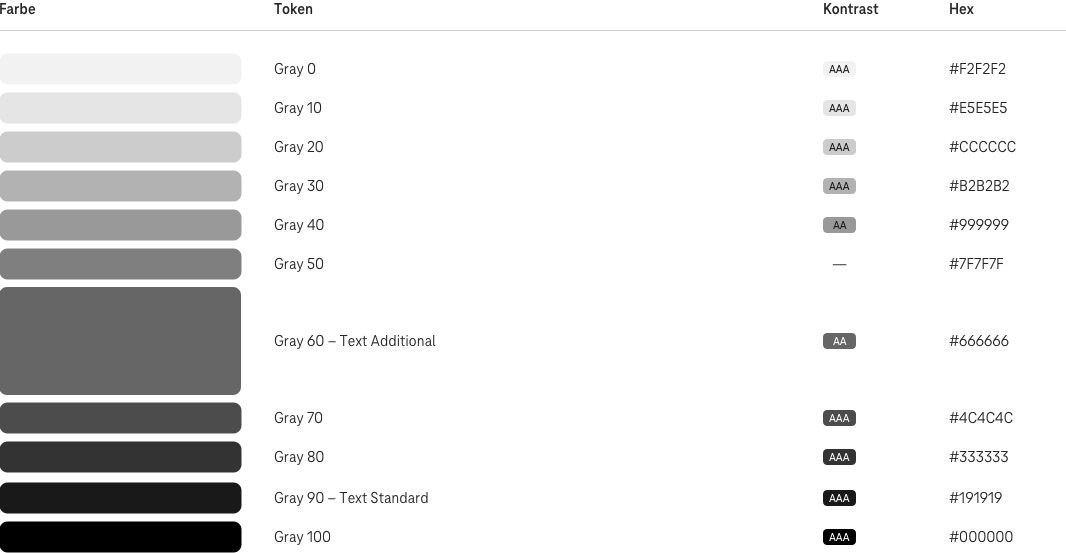 Farbe Token Kontrast Hex
Gray 0 AAA #F2F2F2
Gray 10 AAA #E5E5E5
Gray 20 AAA #CCCCCC
Gray 30 AAA #B2B2B2
Gray 40 AA #999999
Gray 50 — #7F7F7F
Gray 60 – Text Additional AA #666666
Gray 70 AAA #4C4C4C
Gray 80 AAA #333333
Gray 90 – Text Standard AAA #191919
Gray 100 AAA #000000